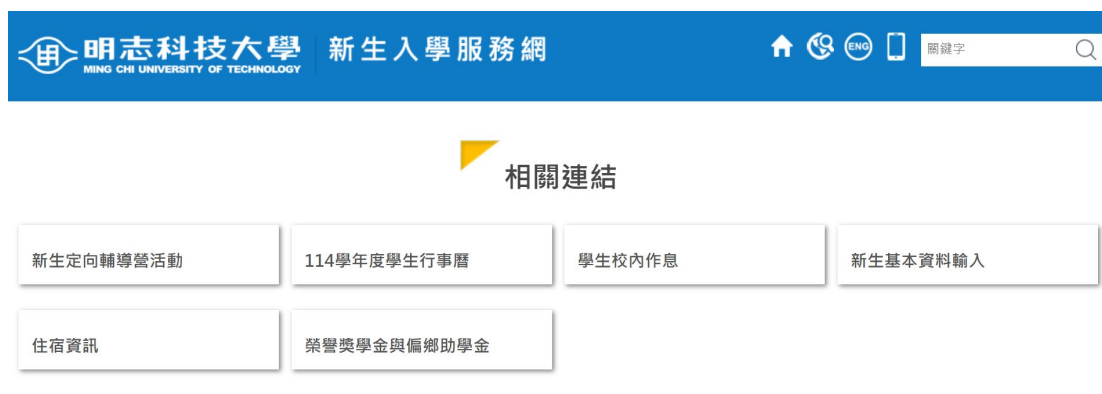 明志科技大學
MING CHI UNIVERSITY OF TECHNOLOGY
新生入學服務網
ENG
關鍵字
相關連結
新生定向輔導營活動
114學年度學生行事曆
學生校內作息
新生基本資料輸入
住宿資訊
榮譽獎學金與偏鄉助學金